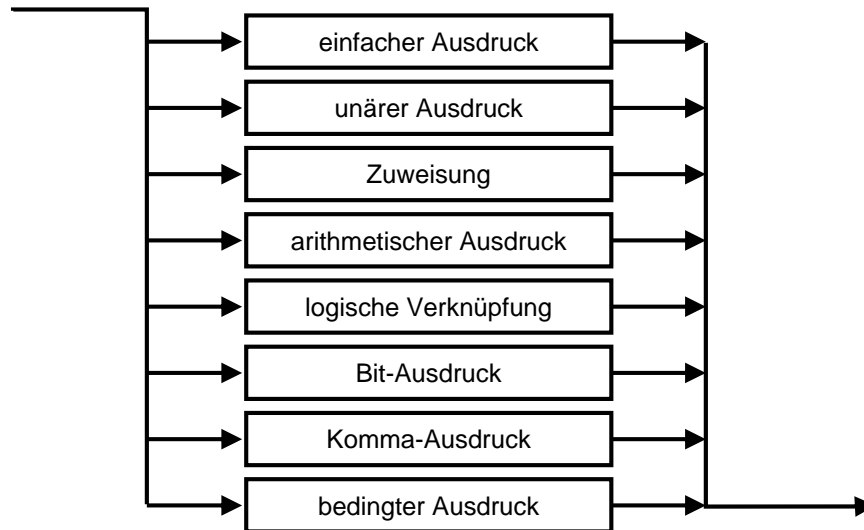 einfacher Ausdruck
unärer Ausdruck
Zuweisung
arithmetischer Ausdruck
logische Verknüpfung
Bit-Ausdruck
Komma-Ausdruck
bedingter Ausdruck